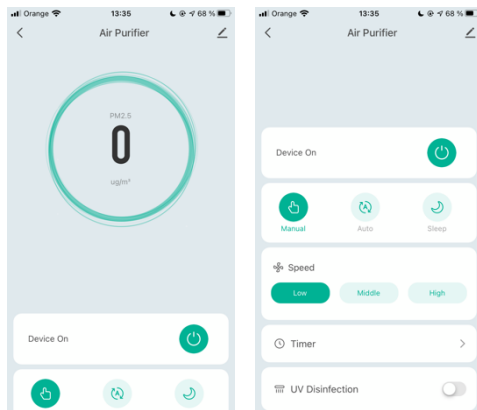 Orange 13:35 68 %
Air Purifier
PM2.5
0
ug/m³
Device On
Orange 13:35 68 %
Air Purifier
Device On
Manual Auto Sleep
Speed
Low Middle High
Timer
UV Disinfection